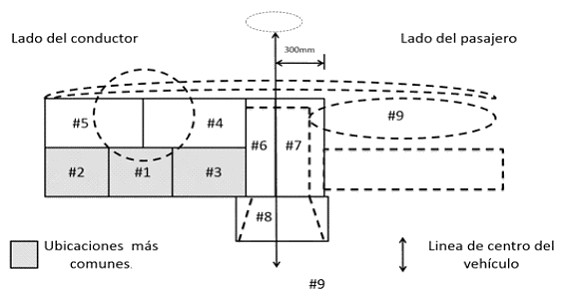 Lado del conductor
Lado del pasajero
300mm
#5
#4
#6
#7
#9
#2
#1
#3
#8
Ubicaciones más
comunes.
Linea de centro del
vehículo
#9